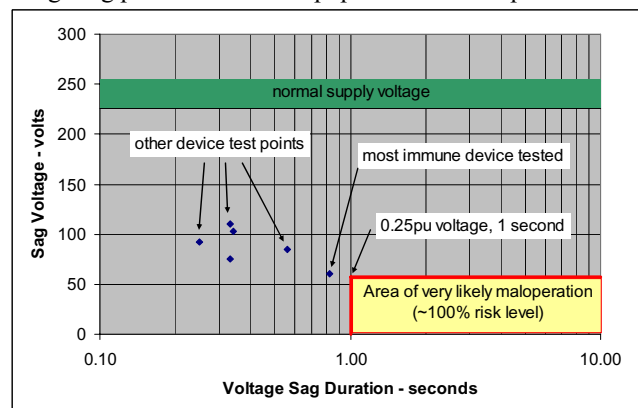 300
250
200
150
100
50
0
Sag Voltage - volts
normal supply voltage
other device test points
most immune device tested
0.25pu voltage, 1 second
Area of very likely maloperation
(~100% risk level)
0.10
1.00
10.00
Voltage Sag Duration - seconds